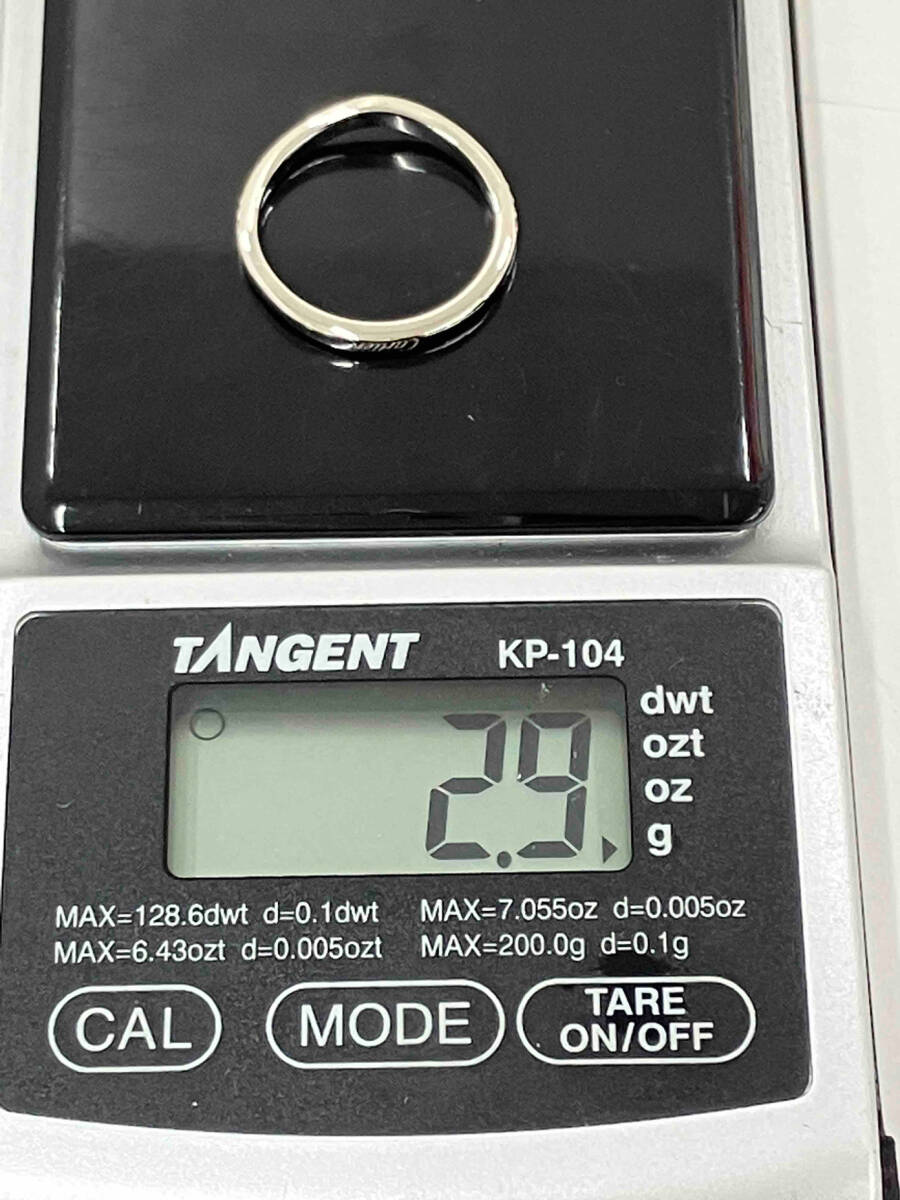 Cartier
TANGENT KP-104
2.9
dwt
ozt
oz
g
MAX=128.6dwt d=0.1dwt MAX=7.055oz d=0.005oz
MAX=6.43ozt d=0.005ozt MAX=200.0g d=0.1g
CAL MODE TARE ON/OFF